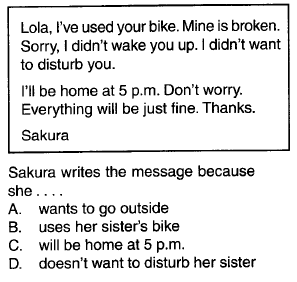 Lola, I've used your bike. Mine is broken.
Sorry, I didn't wake you up. I didn't want
to disturb you.
I'll be home at 5 p.m. Don't worry.
Everything will be just fine. Thanks.
Sakura
Sakura writes the message because
she . . . .
A. wants to go outside
B. uses her sister's bike
C. will be home at 5 p.m.
D. doesn't want to disturb her sister